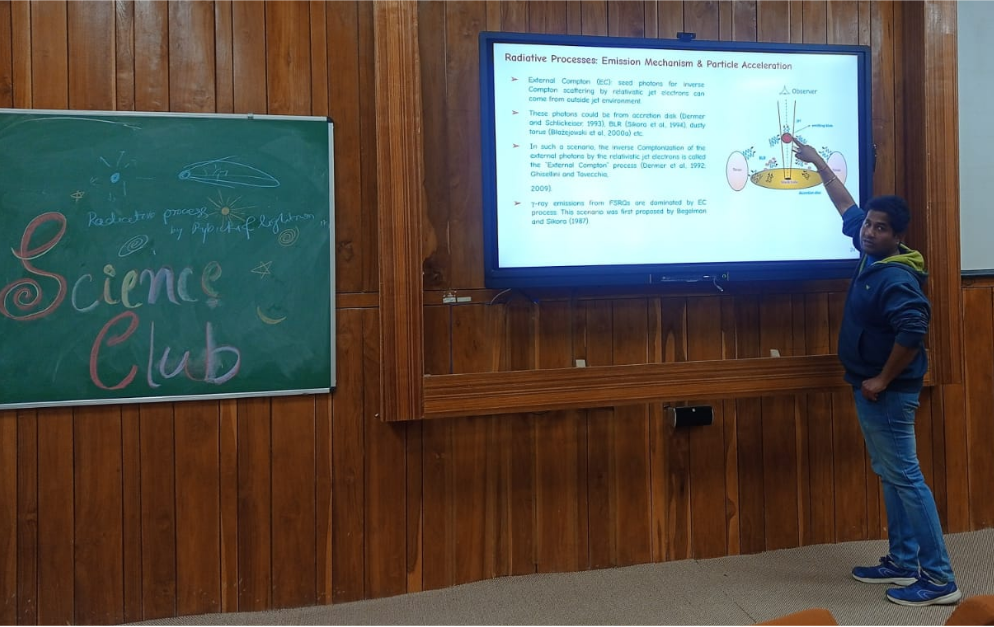 Radiative process
by Rybicki & lightman
Science
Club
Radiative Processes: Emission Mechanism & Particle Acceleration
External Compton (EC): seed photons for inverse
Compton scattering by relativistic jet electrons can
come from outside jet environment.
These photons could be from accretion disk (Dermer
and Schlickeiser, 1993), BLR (Sikora et al., 1994), dusty
torus (Błażejowski et al., 2000a) etc.
In such a scenario, the inverse Comptonization of the
external photons by the relativistic jet electrons is called
the "External Compton" process (Dermer et al., 1992;
Ghisellini and Tavecchio,
2009).
γ-ray emissions from FSRQs are dominated by EC
process. This scenario was first proposed by Begelman
and Sikora (1987)
Observer
BLR